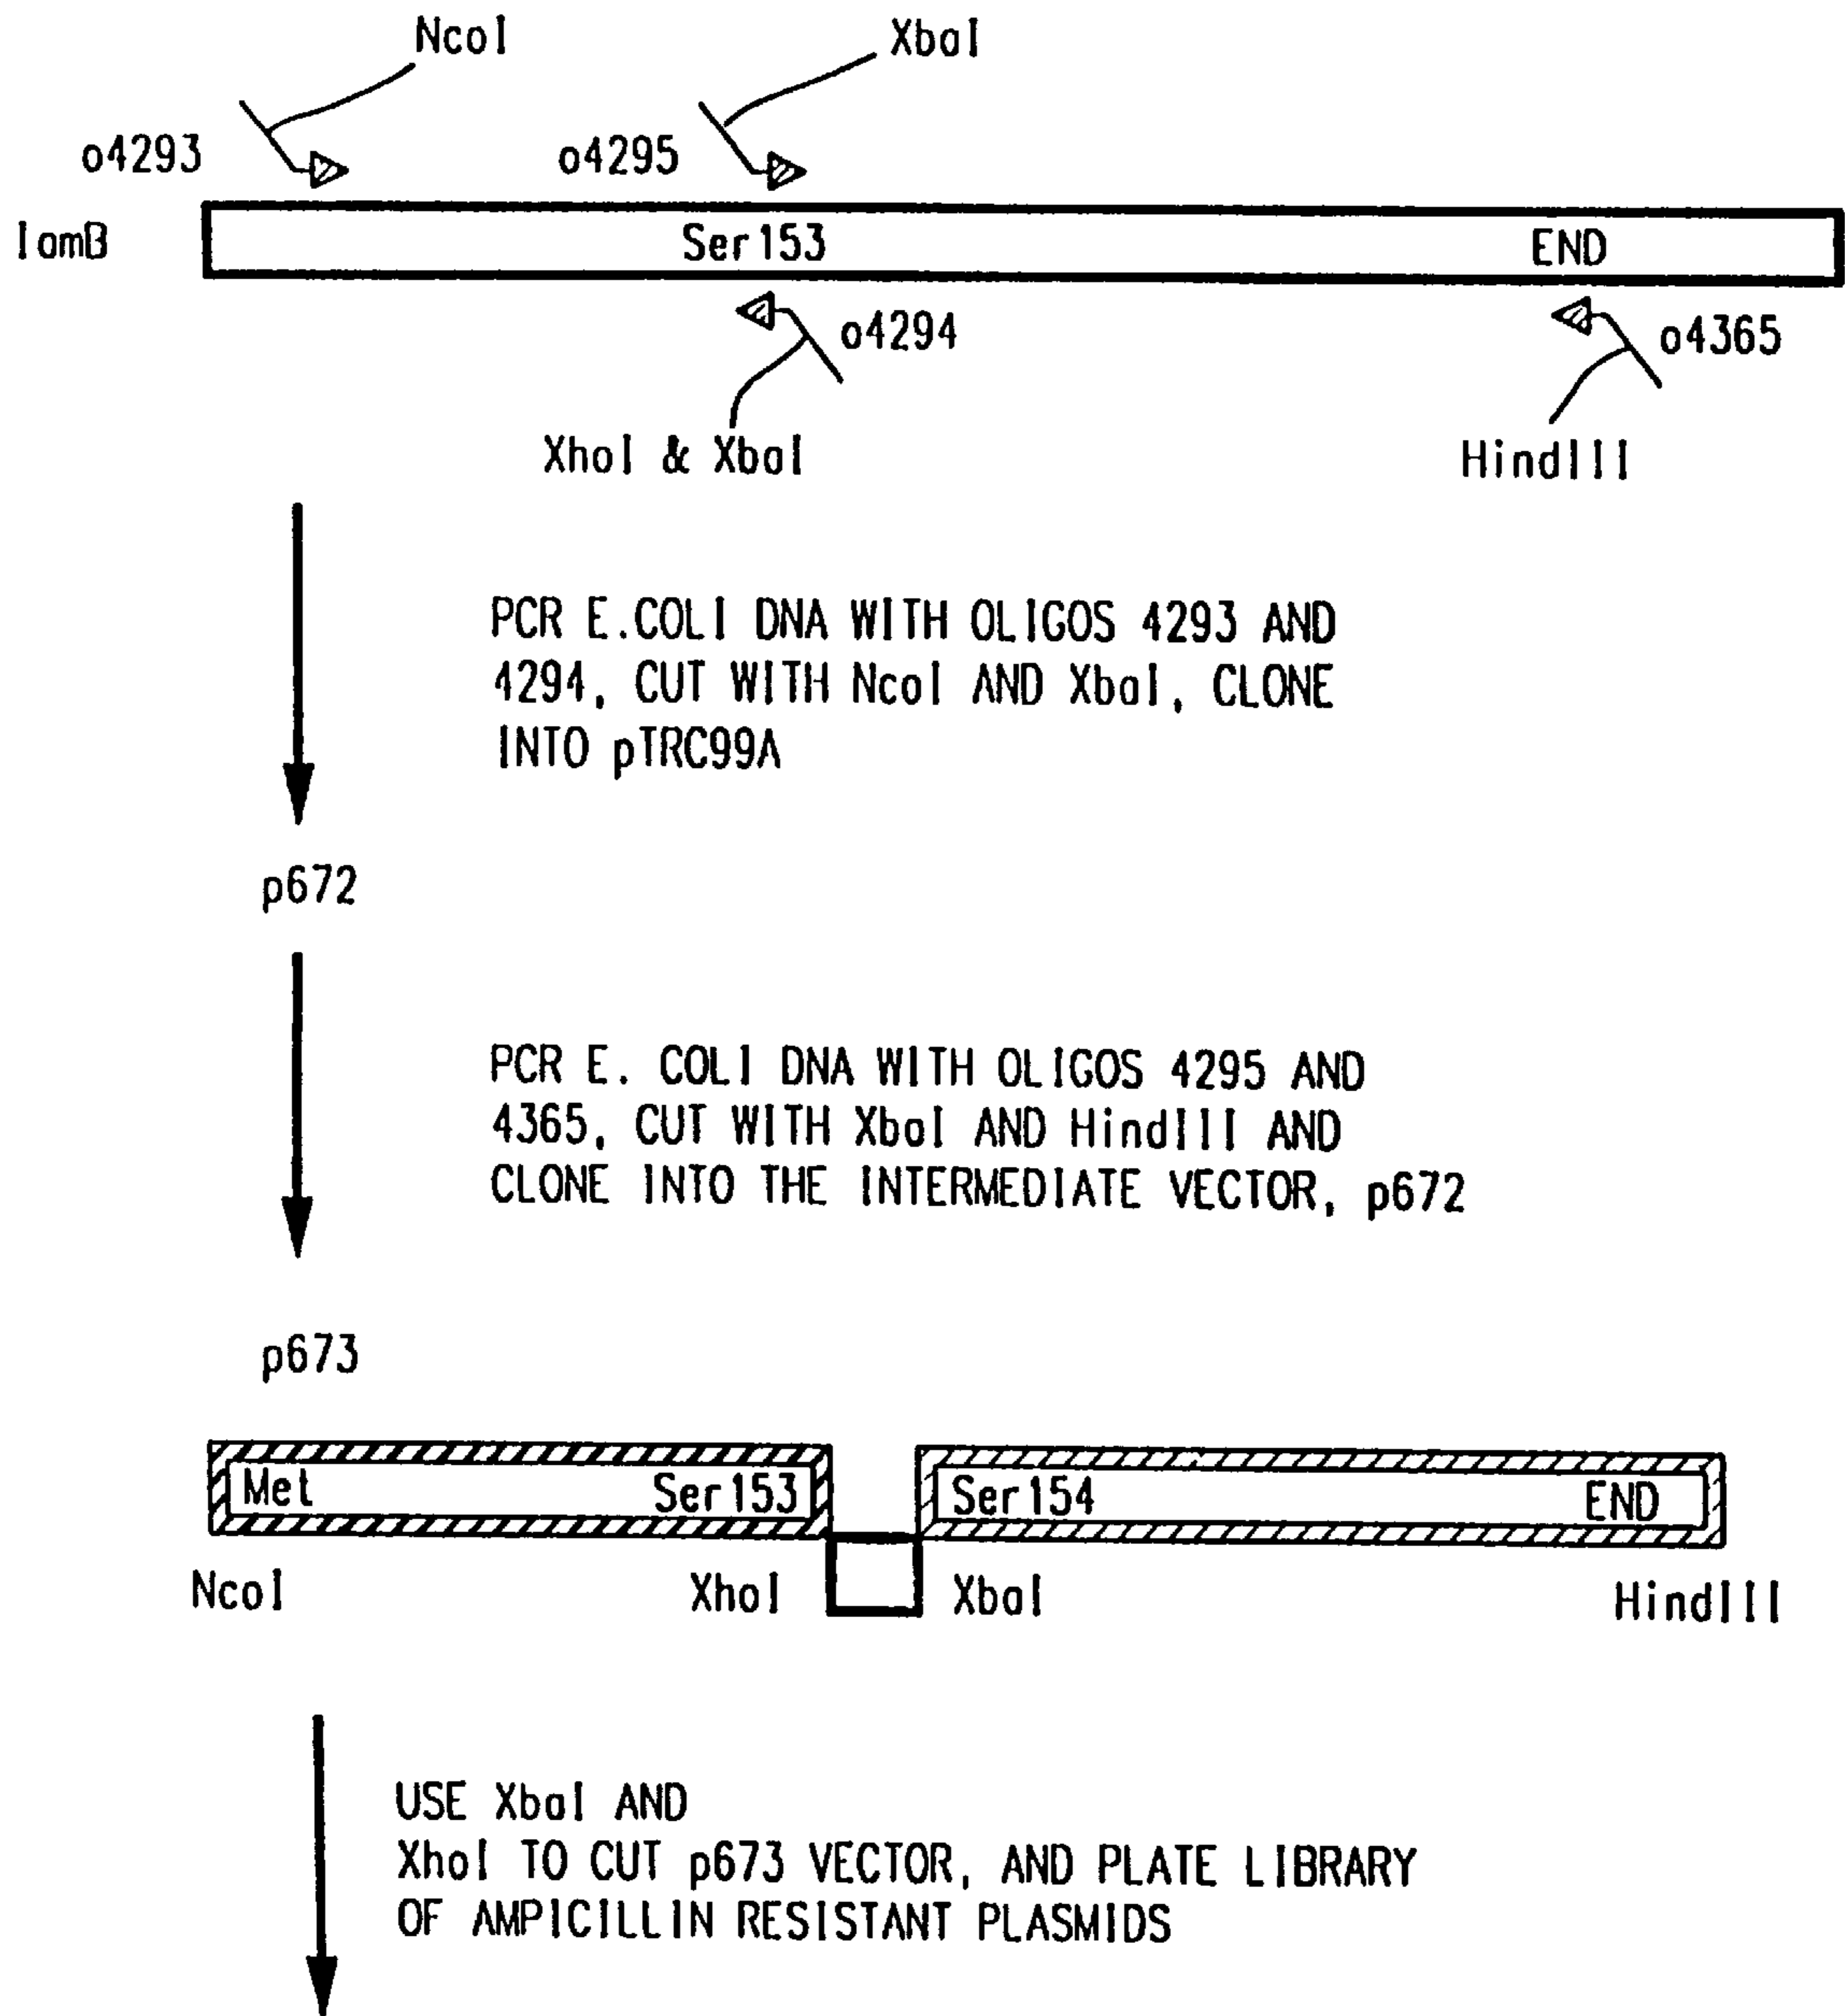 NcoI
XbaI
o4293
o4295
lamB
Ser153
END
o4294
o4365
XhoI & XbaI
HindIII
PCR E.COLI DNA WITH OLIGOS 4293 AND
4294, CUT WITH NcoI AND XbaI, CLONE
INTO pTRC99A
p672
PCR E. COLI DNA WITH OLIGOS 4295 AND
4365, CUT WITH XbaI AND HindIII AND
CLONE INTO THE INTERMEDIATE VECTOR, p672
p673
Met
Ser153
Ser154
END
NcoI
XhoI
XbaI
HindIII
USE XbaI AND
XhoI TO CUT p673 VECTOR, AND PLATE LIBRARY
OF AMPICILLIN RESISTANT PLASMIDS